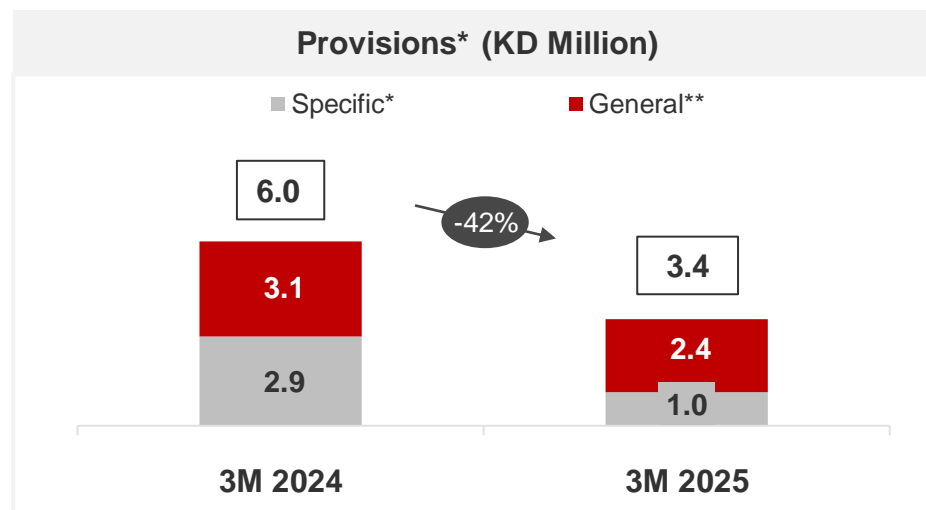 Provisions* (KD Million)
Specific* General**
6.0
-42%
3.4
3.1
2.4
2.9
1.0
3M 2024 3M 2025